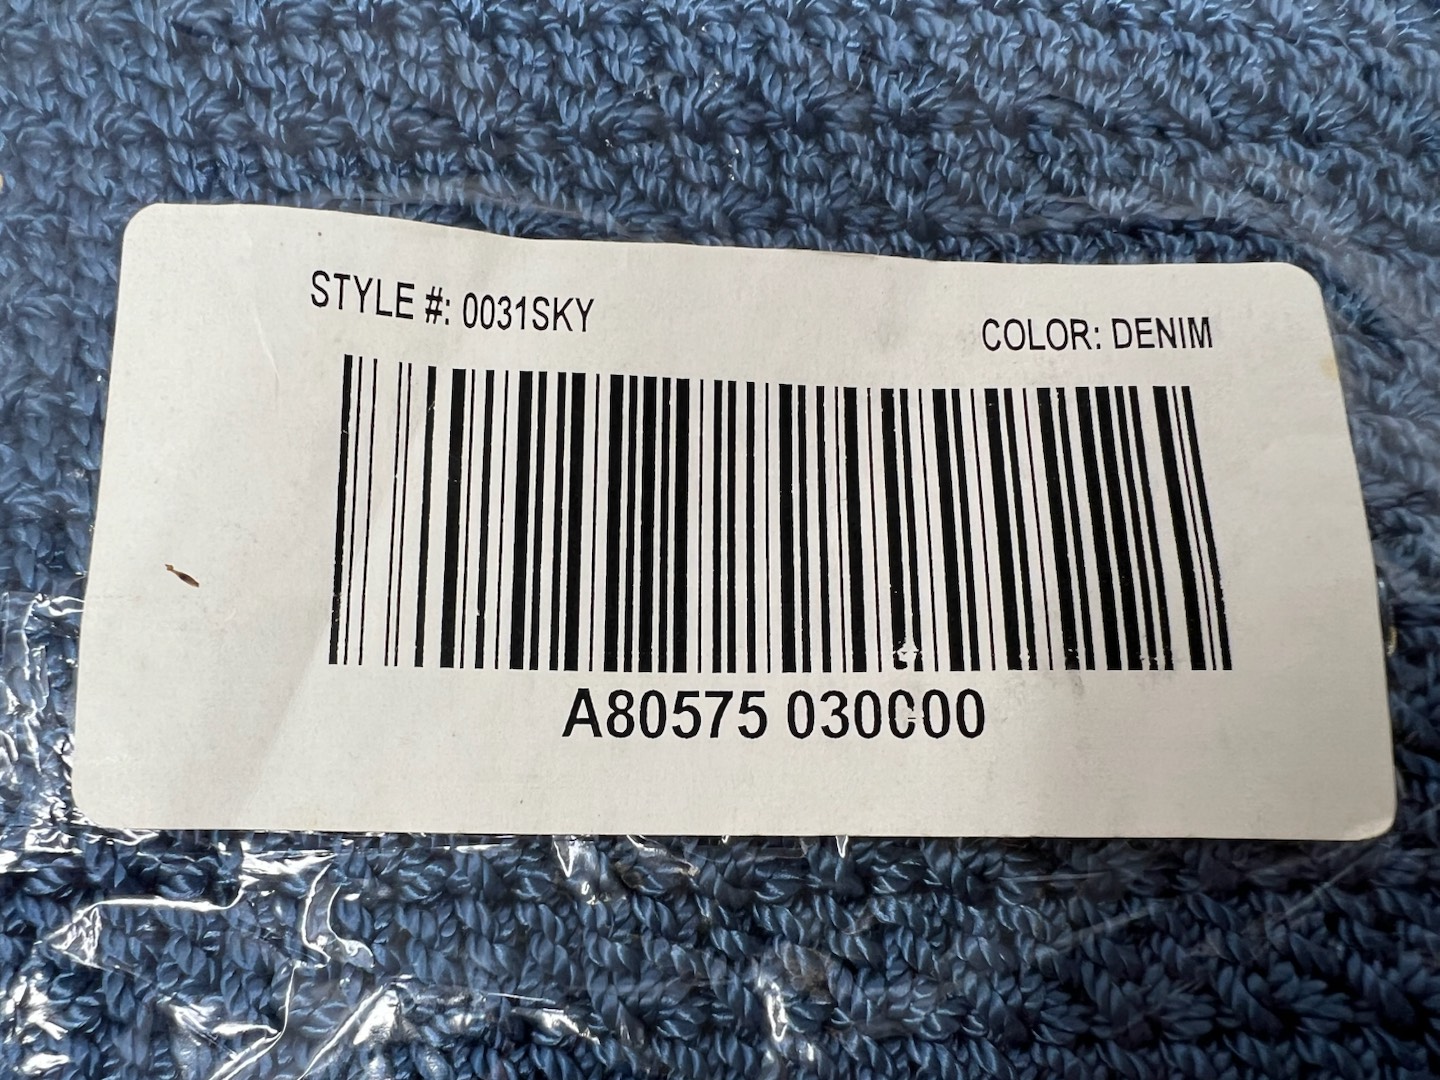 STYLE #: 0031SKY
COLOR: DENIM
A80575 030000